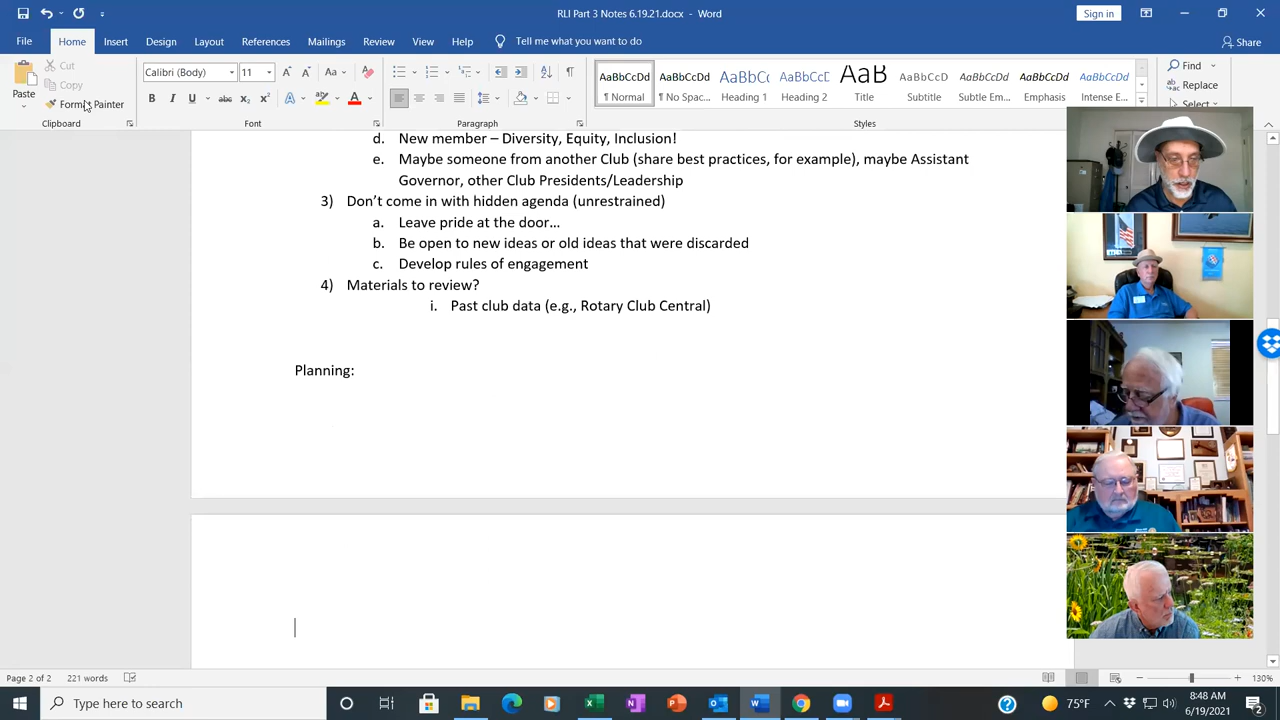 RLI Part 3 Notes 6.19.21.docx - Word
Sign in
File Home Insert Design Layout References Mailings Review View Help Tell me what you want to do Share
Paste
Cut
Copy
Format Painter
Clipboard
Calibri (Body) 11
Font
Paragraph
AaBbCcDd AaBbCcDd AaBbCc AaBbCcD AaB AaBbCcD AaBbCcDd AaBbCcDd AaBbCcDd
¶ Normal ¶ No Spac... Heading 1 Heading 2 Title Subtitle Subtle Em... Emphasis Intense E...
Styles
Find
Replace
Select
d. New member – Diversity, Equity, Inclusion!
e. Maybe someone from another Club (share best practices, for example), maybe Assistant
Governor, other Club Presidents/Leadership
3) Don’t come in with hidden agenda (unrestrained)
a. Leave pride at the door…
b. Be open to new ideas or old ideas that were discarded
c. Develop rules of engagement
4) Materials to review?
i. Past club data (e.g., Rotary Club Central)
Planning:
Page 2 of 2 221 words
130%
Type here to search
75°F
8:48 AM
6/19/2021
2